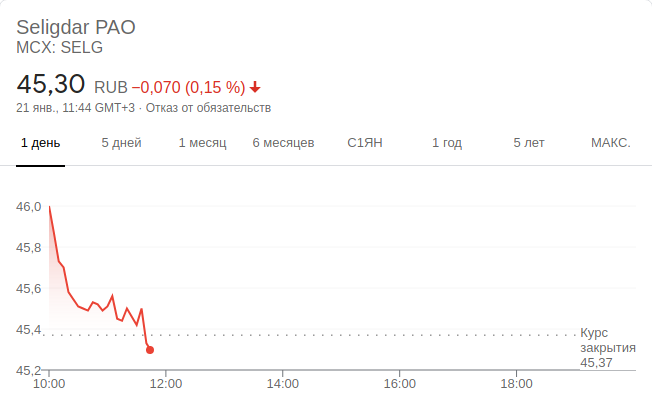 Seligdar PAO
MCX: SELG
45,30 RUB −0,070 (0,15 %)
21 янв., 11:44 GMT+3 · Отказ от обязательств
1 день 5 дней 1 месяц 6 месяцев С1ЯН 1 год 5 лет МАКС.
46,0
45,8
45,6
45,4
Курс
закрытия
45,37
45,2
10:00 12:00 14:00 16:00 18:00